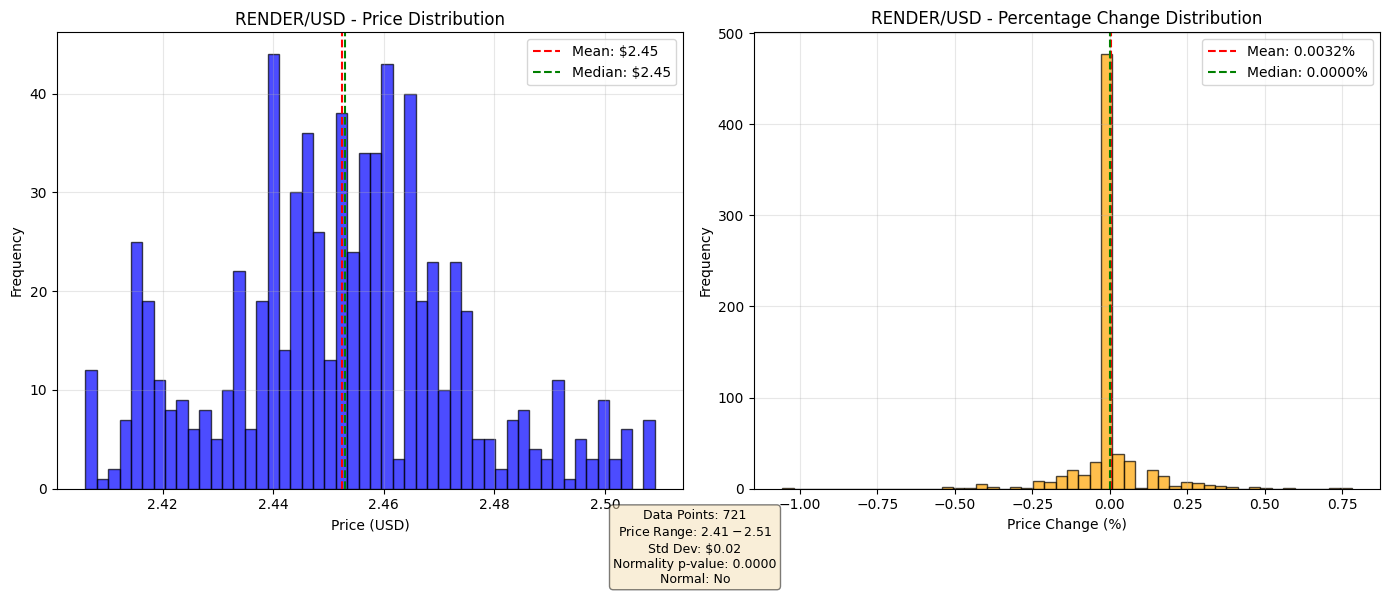 RENDER/USD - Price Distribution
Mean: $2.45
Median: $2.45
Frequency
0
10
20
30
40
2.42
2.44
2.46
2.48
2.50
Price (USD)
RENDER/USD - Percentage Change Distribution
Mean: 0.0032%
Median: 0.0000%
Frequency
0
100
200
300
400
500
−1.00
−0.75
−0.50
−0.25
0.00
0.25
0.50
0.75
Price Change (%)
Data Points: 721
Price Range: 2.41 − 2.51
Std Dev: $0.02
Normality p-value: 0.0000
Normal: No